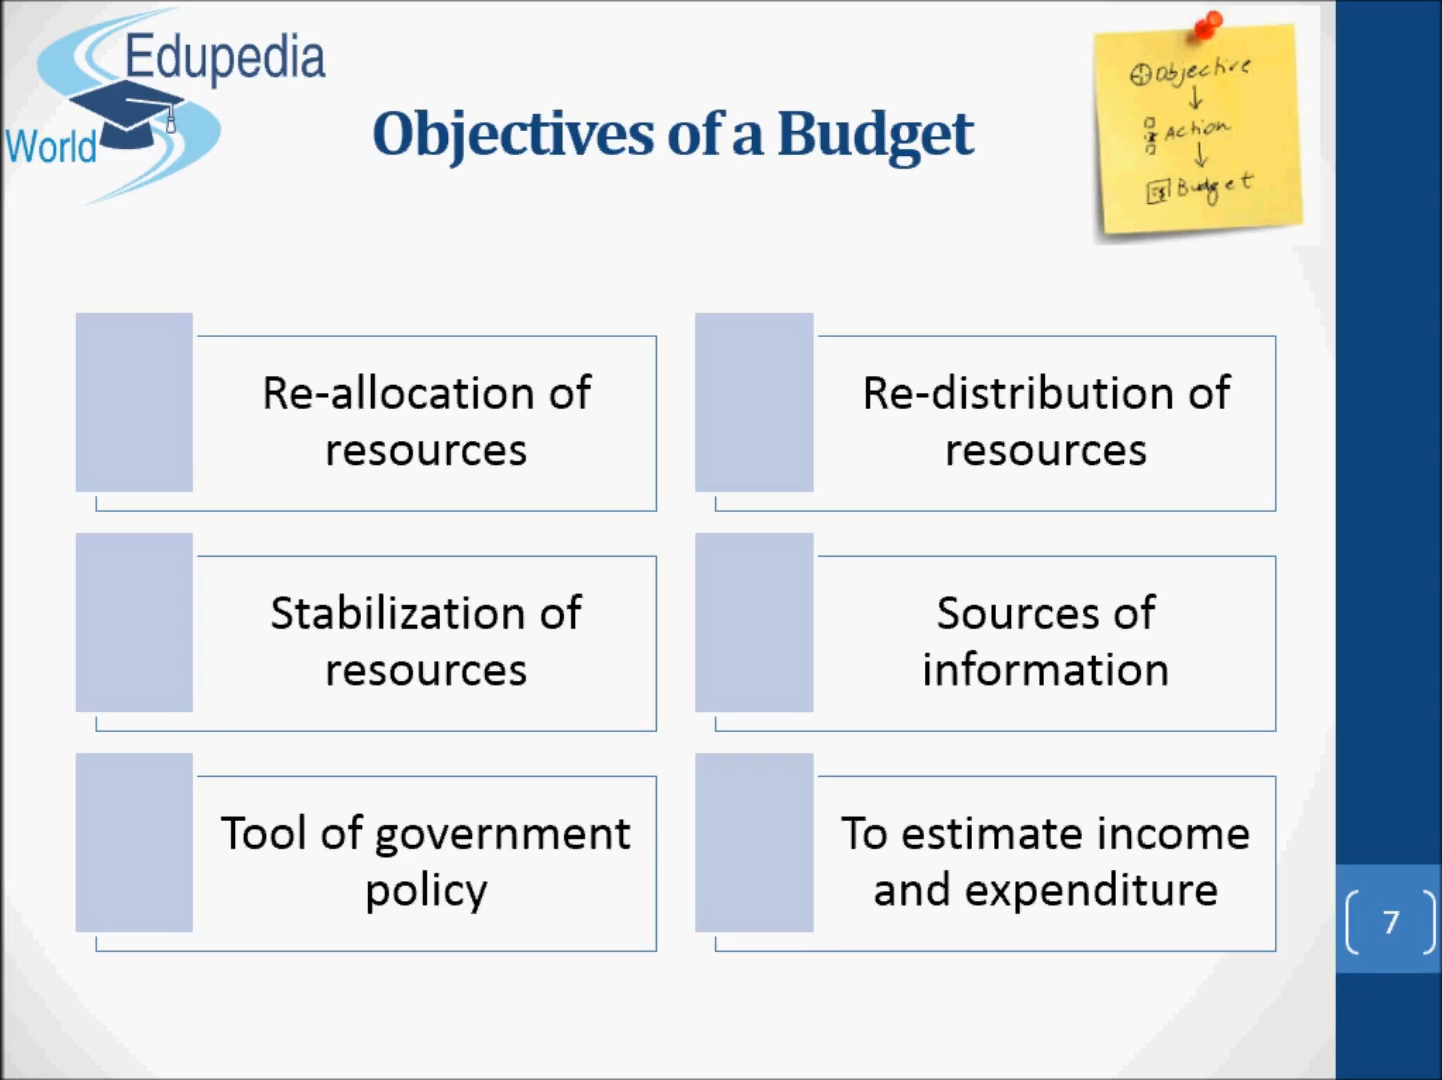 Edupedia
World
Objectives of a Budget
Objective
Action
Budget
Re-allocation of
resources
Re-distribution of
resources
Stabilization of
resources
Sources of
information
Tool of government
policy
To estimate income
and expenditure
7